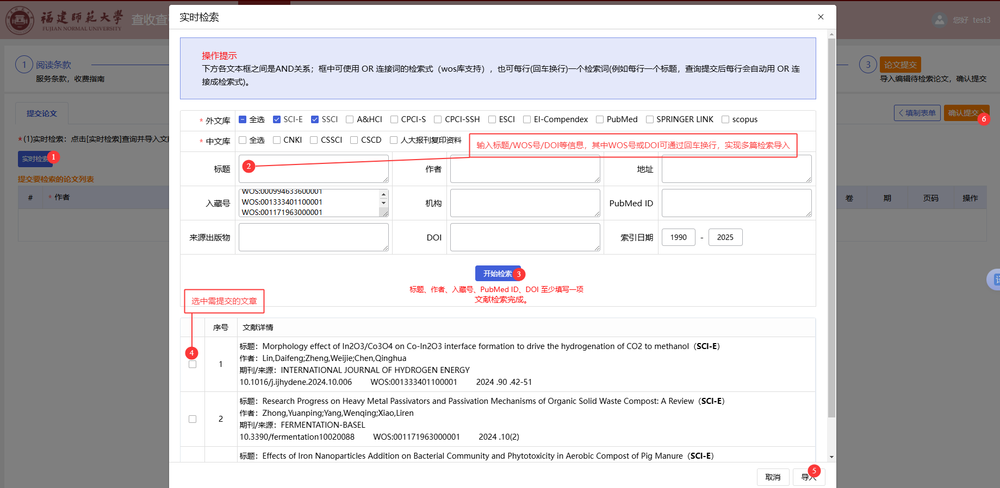 福建师范大學
FUJIAN NORMAL UNIVERSITY
查收查
您好 test3
实时检索
操作提示
下方各文本框之间是AND关系；框中可使用 OR 连接词的检索式（wos库支持），也可每行(回车换行)一个检索词(例如每行一个标题，查询提交后每行会自动用 OR 连
接成检索式)。
1 阅读条款
服务条款，收费指南
3 论文提交
导入编辑待检索论文，确认提交
提交论文
填制表单
确认提交
6
* 外文库 全选 SCI-E SSCI A&HCI CPCI-S CPCI-SSH ESCI EI-Compendex PubMed SPRINGER LINK scopus
* 中文库 全选 CNKI CSSCI CSCD 人大报刊复印资料
输入标题/WOS号/DOI等信息，其中WOS号或DOI可通过回车换行，实现多篇检索导入
*(1)实时检索：点击[实时检索]查询并导入文
实时检索 1
提交要检索的论文列表
# * 作者 卷 期 页码 操作
标题 2 作者 地址
入藏号
WOS:000994633600001
WOS:001333401100001
WOS:001171963000001
机构 PubMed ID
来源出版物 DOI 索引日期 1990 - 2025
开始检索 3
标题、作者、入藏号、PubMed ID、DOI 至少填写一项
文献检索完成。
选中需提交的文章
序号 文献详情
4
1
标题：Morphology effect of In2O3/Co3O4 on Co-In2O3 interface formation to drive the hydrogenation of CO2 to methanol（SCI-E）
作者：Lin,Daifeng;Zheng,Weijie;Chen,Qinghua
期刊/来源：INTERNATIONAL JOURNAL OF HYDROGEN ENERGY
10.1016/j.ijhydene.2024.10.006 WOS:001333401100001 2024 .90 .42-51
2
标题：Research Progress on Heavy Metal Passivators and Passivation Mechanisms of Organic Solid Waste Compost: A Review（SCI-E）
作者：Zhong,Yuanping;Yang,Wenqing;Xiao,Liren
期刊/来源：FERMENTATION-BASEL
10.3390/fermentation10020088 WOS:001171963000001 2024 .10(2)
标题：Effects of Iron Nanoparticles Addition on Bacterial Community and Phytotoxicity in Aerobic Compost of Pig Manure（SCI-E）
取消
导入 5